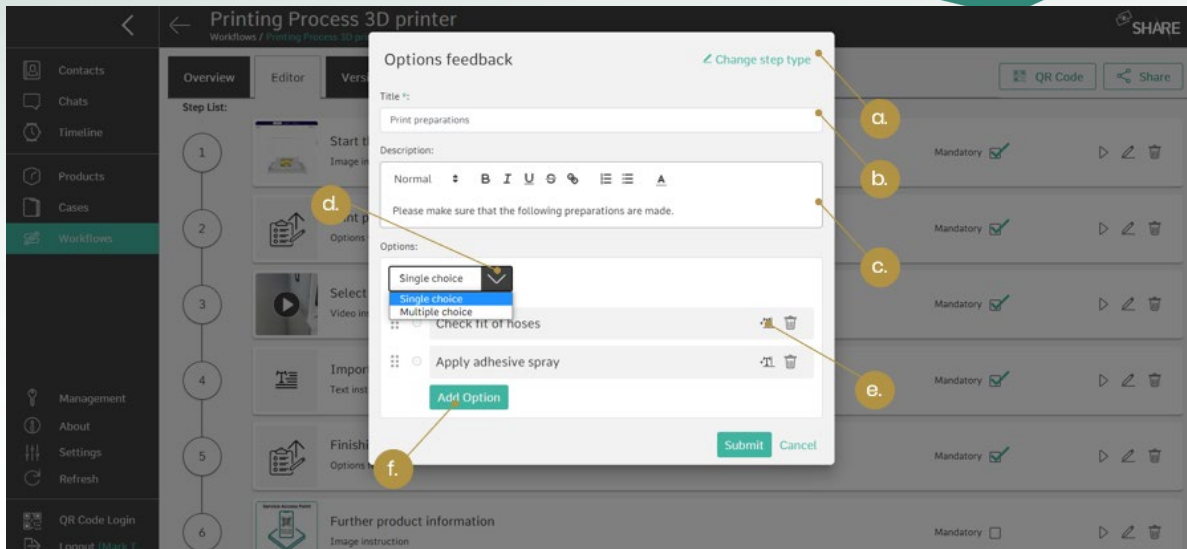 Printing Process 3D printer
Workflows / Printing Process 3D pr
SHARE
Contacts
Chats
Timeline
Products
Cases
Workflows
Management
About
Settings
Refresh
QR Code Login
Logout (Mark T
Overview
Editor
Versi
QR Code
Share
Step List:
1
Start t
Image in
Mandatory
2
nt p
Options
Mandatory
3
Select
Video in
Mandatory
4
Impor
Text inst
Mandatory
5
Finishi
Options
Mandatory
6
Further product information
Image instruction
Mandatory
Options feedback
Change step type
Title *:
Print preparations
Description:
Normal B I U S A
Please make sure that the following preparations are made.
Options:
Single choice
Single choice
Multiple choice
Check fit of hoses
Apply adhesive spray
Add Option
Submit Cancel
a.
b.
c.
d.
e.
f.